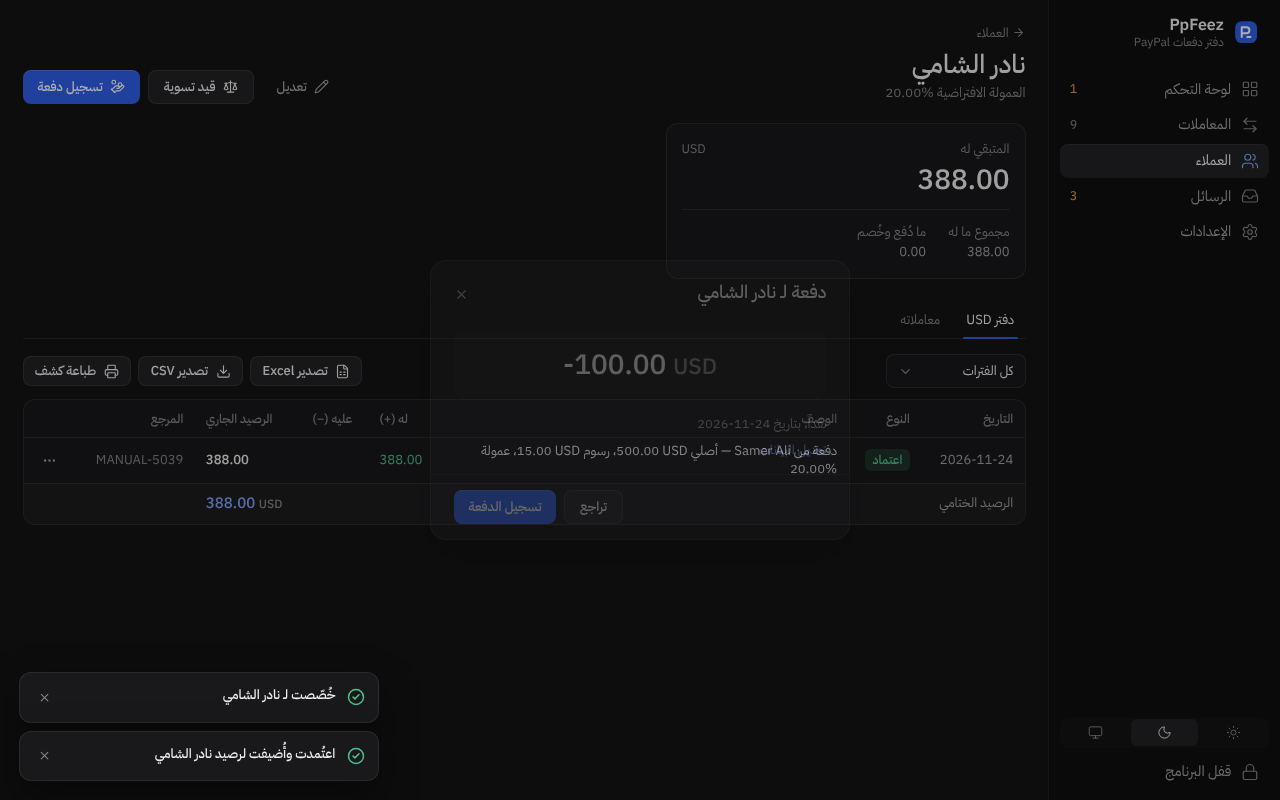 PpFeez
دفتر دفعات PayPal
لوحة التحكم 1
المعاملات 9
العملاء
الرسائل 3
الإعدادات
قفل البرنامج
العملاء
نادر الشامي
العمولة الافتراضية 20.00%
تعديل
قيد تسوية
تسجيل دفعة
المتبقي له USD
388.00
مجموع ما له ما دُفع وخُصم
388.00 0.00
دفتر USD معاملاته
كل الفترات
تصدير Excel
تصدير CSV
طباعة كشف
التاريخ النوع الوصف له (+) عليه (−) الرصيد الجاري المرجع
2026-11-24 اعتماد دفعة من Samer Ali — أصلي 500.00 USD، رسوم 15.00 USD، عمولة 388.00 388.00 MANUAL-5039
20.00%
الرصيد الختامي 388.00 USD
دفعة لـ نادر الشامي
-100.00 USD
نقدًا، بتاريخ 2026-11-24
تراجع
تسجيل الدفعة
خُصّصت لـ نادر الشامي
اعتُمدت وأُضيفت لرصيد نادر الشامي